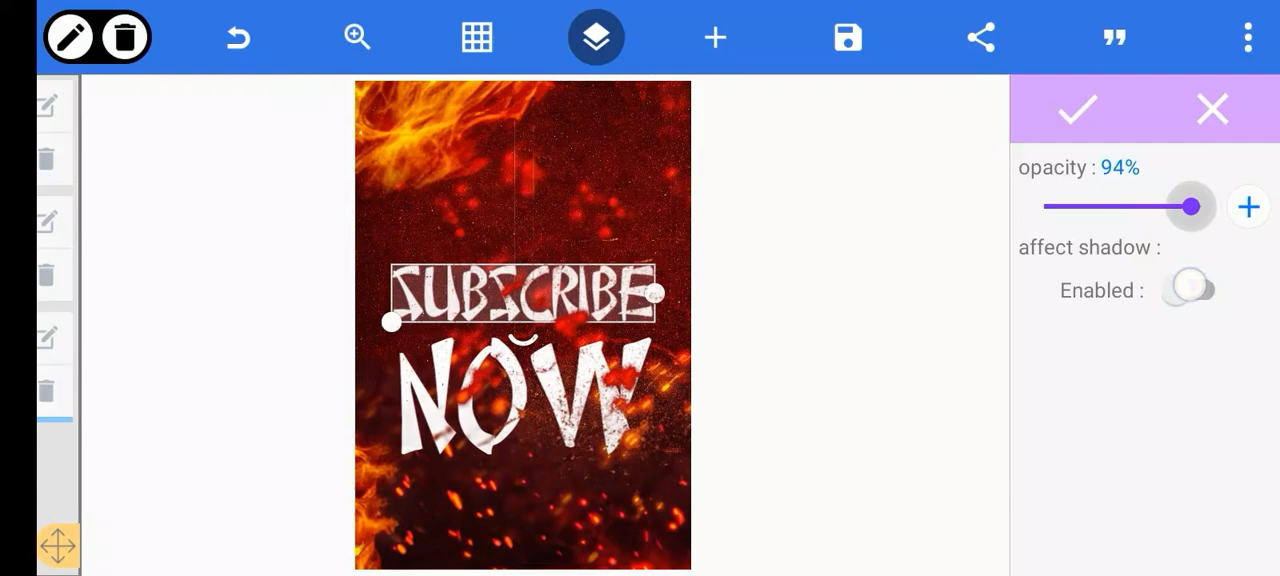 opacity : 94%
affect shadow :
Enabled :
SUBSCRIBE
NOW